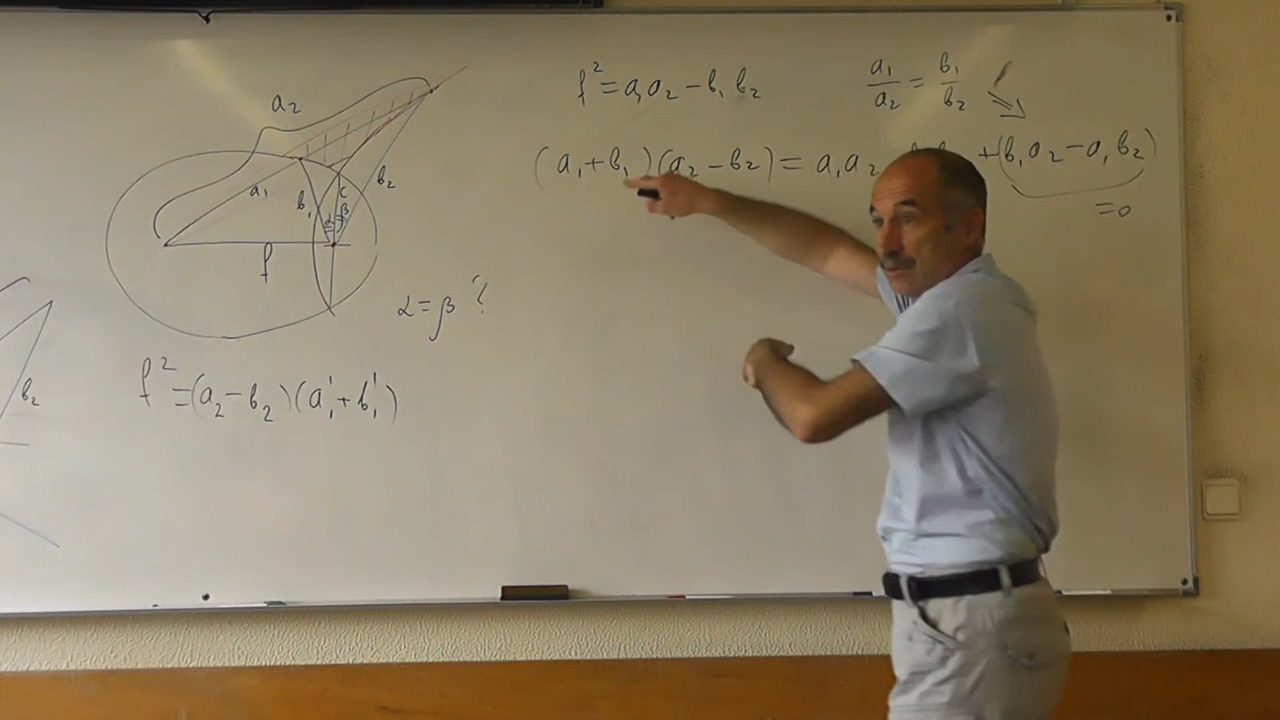 f² = a₁a₂ − b₁b₂
a₁/a₂ = b₁/b₂ ⇒
(a₁ + b₁)(a₂ − b₂) = a₁a₂ + (b₁a₂ − a₁b₂)
= 0
a₂
a₁
b₁
c
b₂
α
β
f
α = β ?
f² = (a₂ − b₂)(a₁' + b₁')
b₂